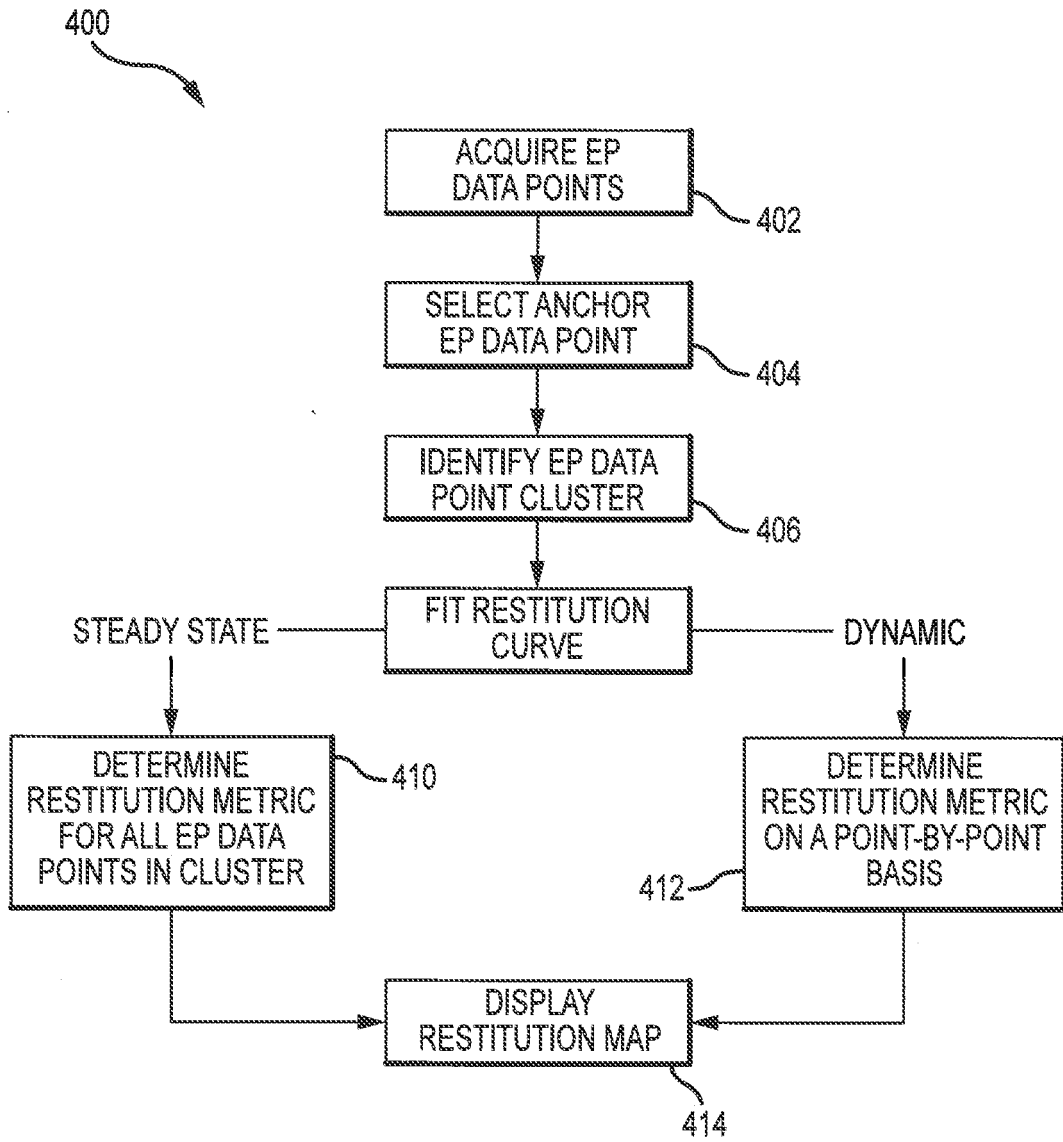 400
ACQUIRE EP
DATA POINTS
402
SELECT ANCHOR
EP DATA POINT
404
IDENTIFY EP DATA
POINT CLUSTER
406
FIT RESTITUTION
CURVE
STEADY STATE
DYNAMIC
DETERMINE
RESTITUTION METRIC
FOR ALL EP DATA
POINTS IN CLUSTER
410
DETERMINE
RESTITUTION METRIC
ON A POINT-BY-POINT
BASIS
412
DISPLAY
RESTITUTION MAP
414